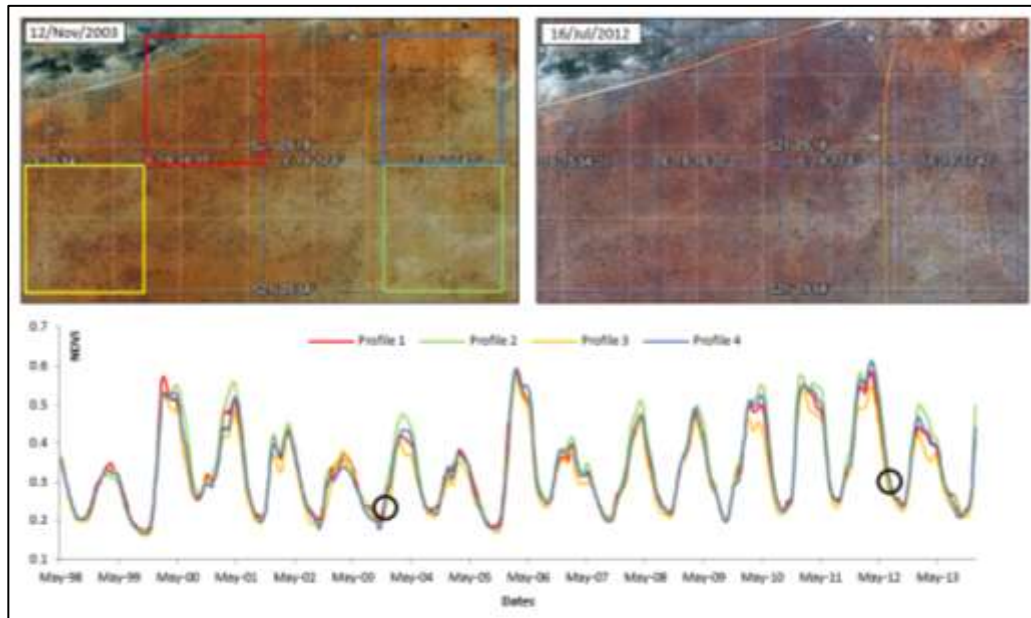 12/Nov/2003
16/Jul/2012
0.7
0.6
0.5
0.4
0.3
0.2
0.1
NDVI
Profile 1
Profile 2
Profile 3
Profile 4
May-98 May-99 May-00 May-01 May-02 May-03 May-04 May-05 May-06 May-07 May-08 May-09 May-10 May-11 May-12 May-13
Dates